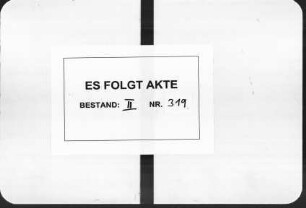 ES FOLGT AKTE
BESTAND: II NR. 319